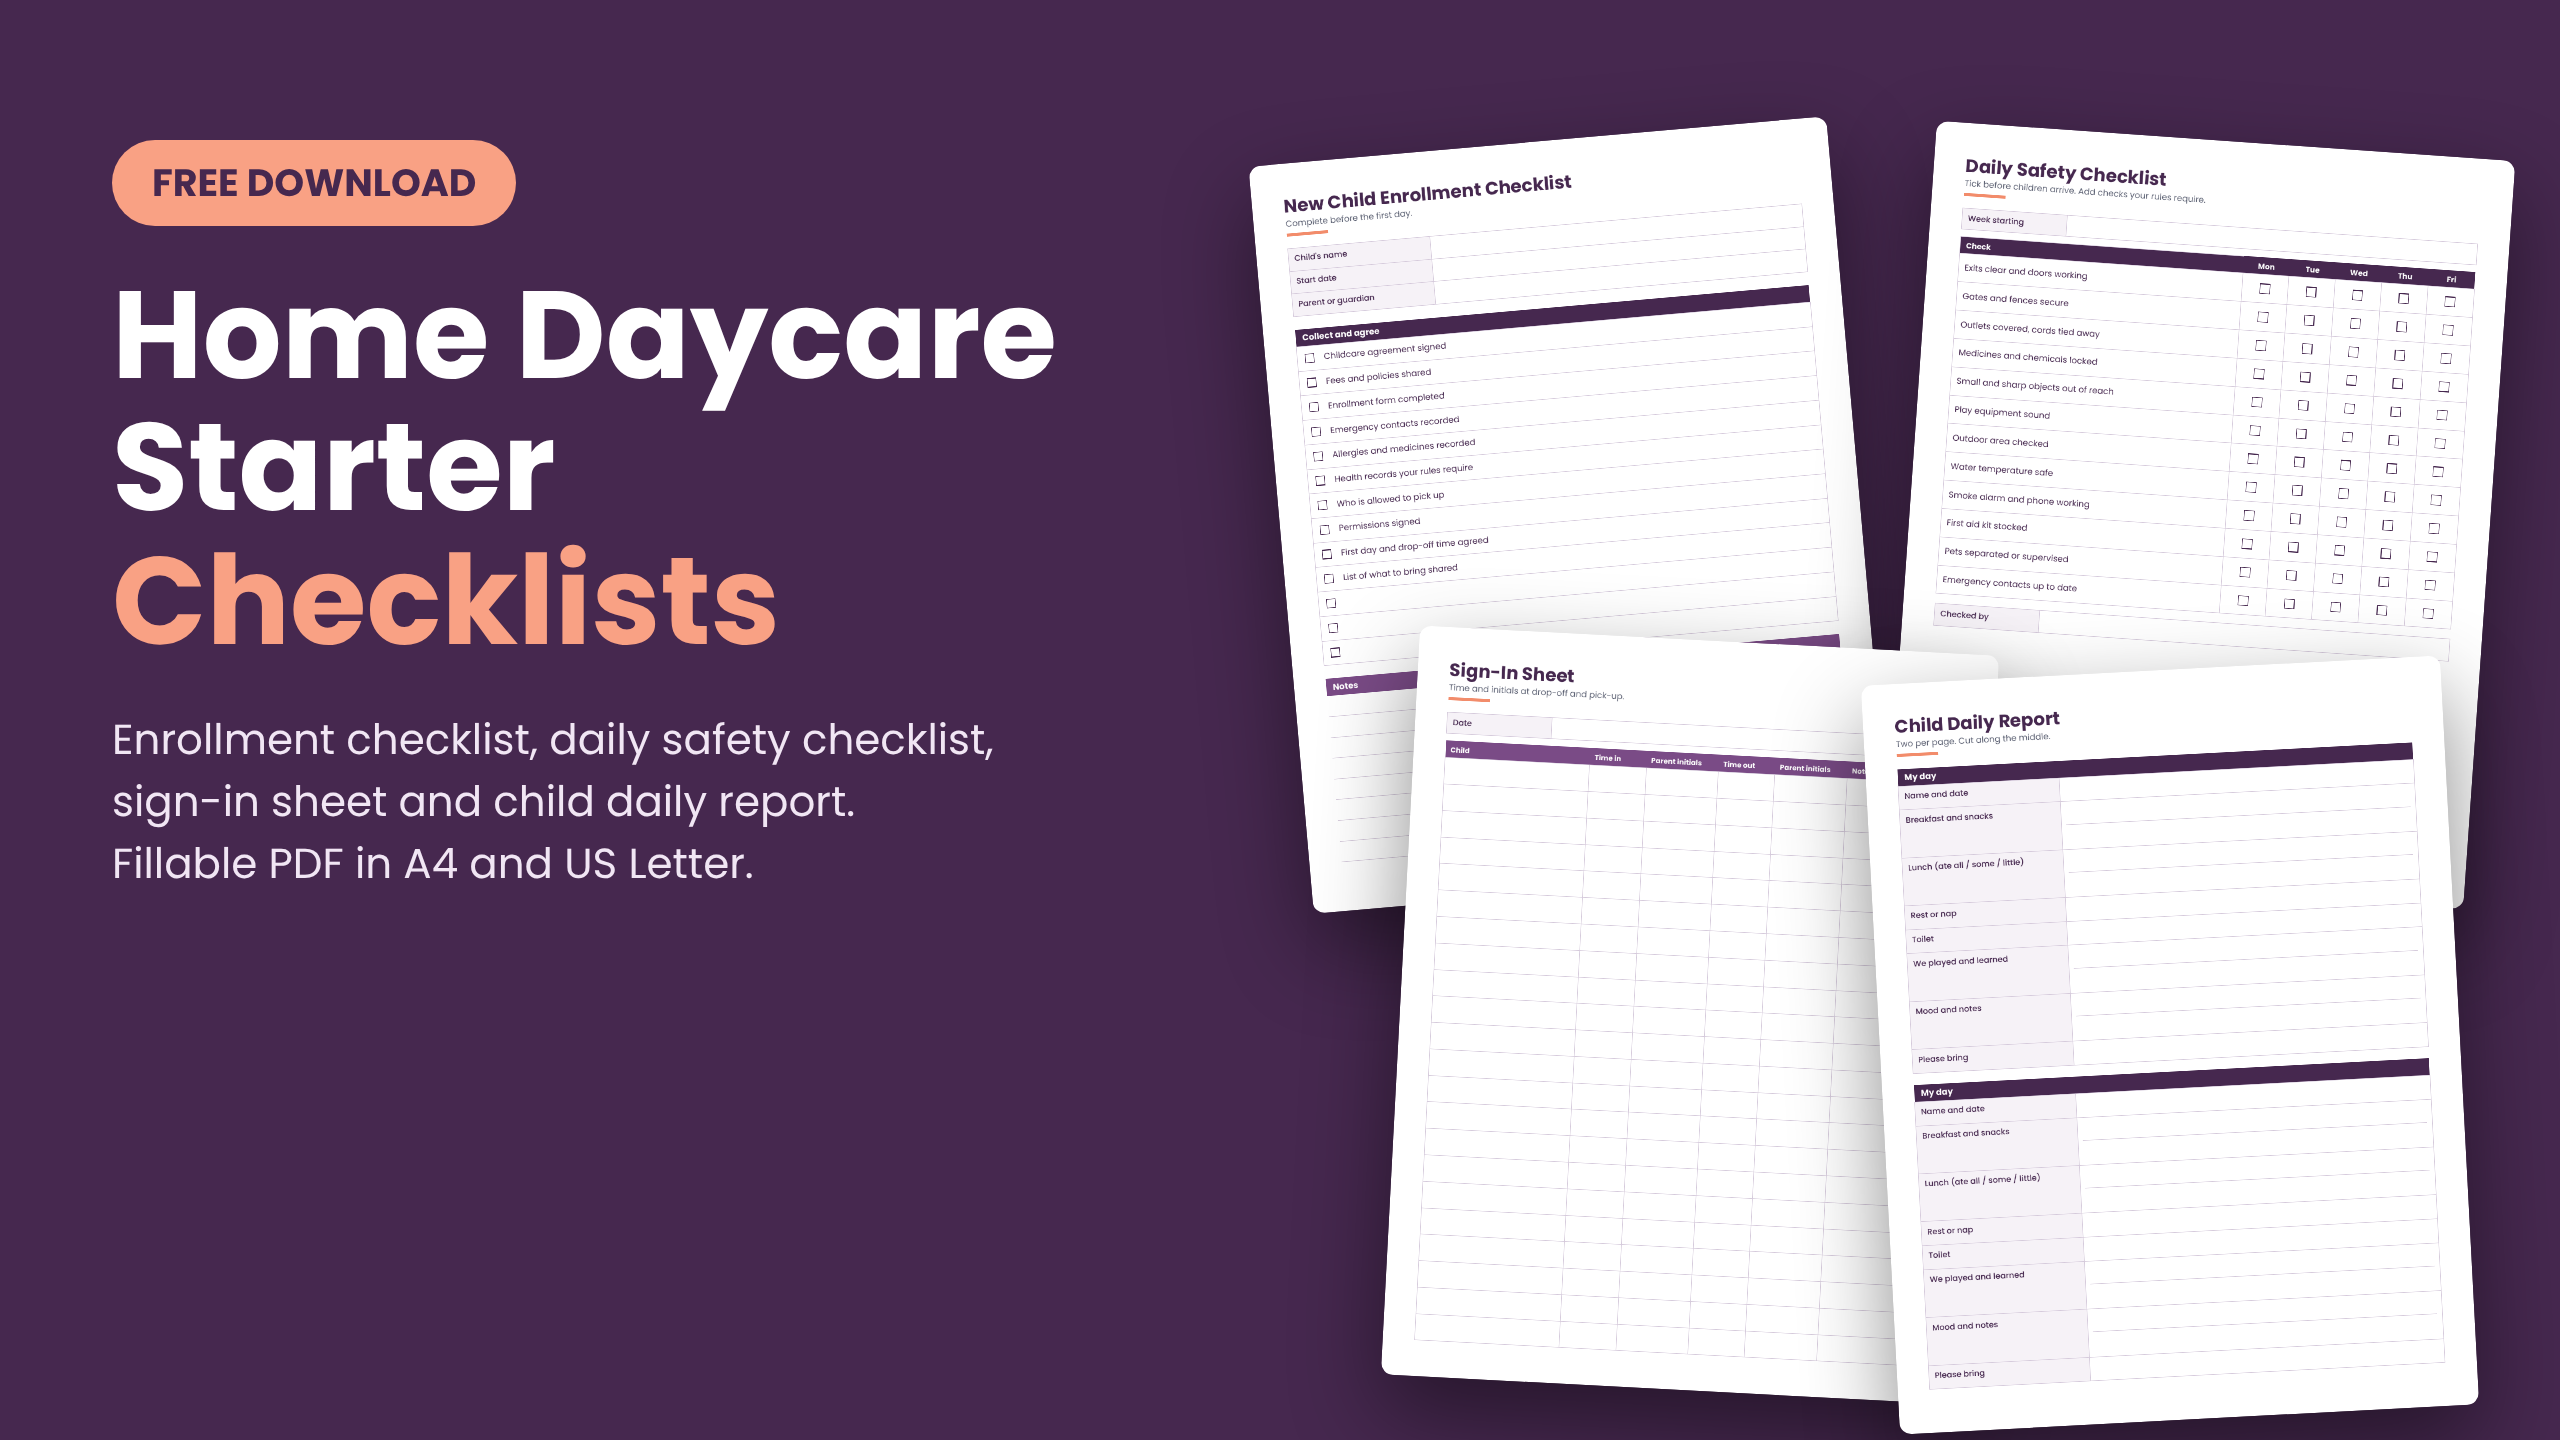 FREE DOWNLOAD
Home Daycare
Starter
Checklists
Enrollment checklist, daily safety checklist,
sign-in sheet and child daily report.
Fillable PDF in A4 and US Letter.
New Child Enrollment Checklist
Complete before the first day.
Child's name
Start date
Parent or guardian
Collect and agree
Childcare agreement signed
Fees and policies shared
Enrollment form completed
Emergency contacts recorded
Allergies and medicines recorded
Health records your rules require
Who is allowed to pick up
Permissions signed
First day and drop-off time agreed
List of what to bring shared
Notes
Daily Safety Checklist
Tick before children arrive. Add checks your rules require.
Week starting
Check Mon Tue Wed Thu Fri
Exits clear and doors working
Gates and fences secure
Outlets covered, cords tied away
Medicines and chemicals locked
Small and sharp objects out of reach
Play equipment sound
Outdoor area checked
Water temperature safe
Smoke alarm and phone working
First aid kit stocked
Pets separated or supervised
Emergency contacts up to date
Checked by
Sign-In Sheet
Time and initials at drop-off and pick-up.
Date
Child Time in Parent initials Time out Parent initials
Child Daily Report
Two per page. Cut along the middle.
My day
Name and date
Breakfast and snacks
Lunch (ate all / some / little)
Rest or nap
Toilet
We played and learned
Mood and notes
Please bring
My day
Name and date
Breakfast and snacks
Lunch (ate all / some / little)
Rest or nap
Toilet
We played and learned
Mood and notes
Please bring